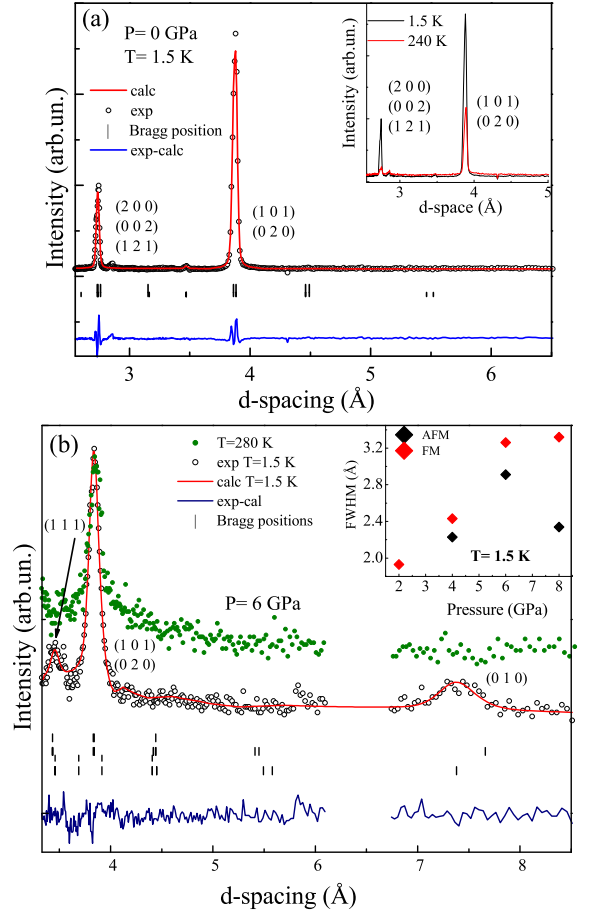 (a)
P= 0 GPa
T= 1.5 K
calc
exp
Bragg position
exp-calc
(2 0 0)
(0 0 2)
(1 2 1)
(1 0 1)
(0 2 0)
Intensity (arb.un.)
3 4 5 6
d-spacing (Å)
1.5 K
240 K
(2 0 0)
(0 0 2)
(1 2 1)
(1 0 1)
(0 2 0)
Intensity (arb.un.)
3 4 5
d-space (Å)
(b)
T=280 K
exp T=1.5 K
calc T=1.5 K
exp-cal
Bragg positions
(1 1 1)
P= 6 GPa
(1 0 1)
(0 2 0)
(0 1 0)
Intensity (arb.un.)
4 5 6 7 8
d-spacing (Å)
AFM
FM
3.2
2.8
2.4
2.0
FWHM (Å)
T= 1.5 K
2 3 4 5 6 7 8
Pressure (GPa)